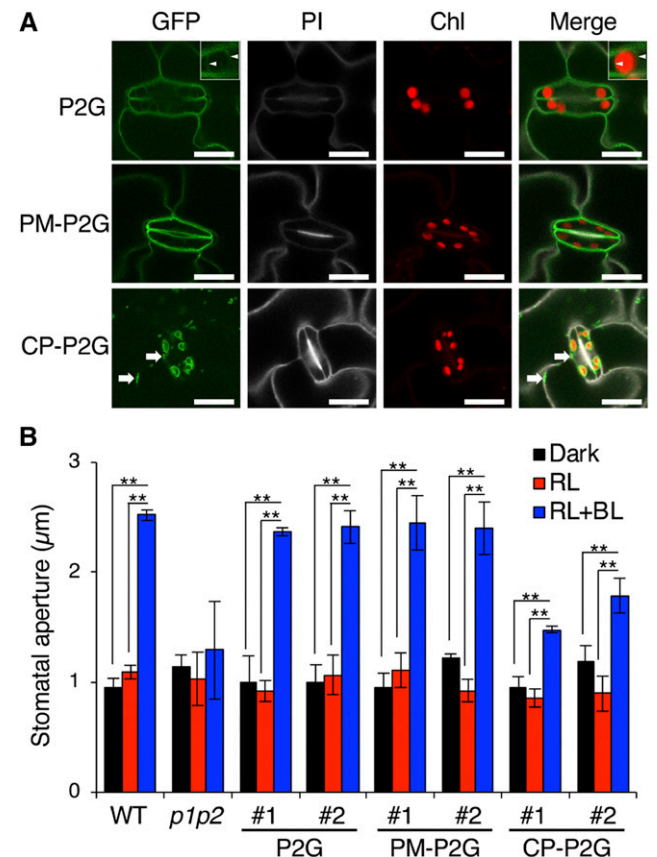 A
GFP PI Chl Merge
P2G
PM-P2G
CP-P2G
B
Stomatal aperture (µm)
3
2
1
0
Dark
RL
RL+BL
** ** ** ** ** ** **
** ** ** ** ** ** **
WT p1p2 #1 #2 #1 #2 #1 #2
P2G PM-P2G CP-P2G